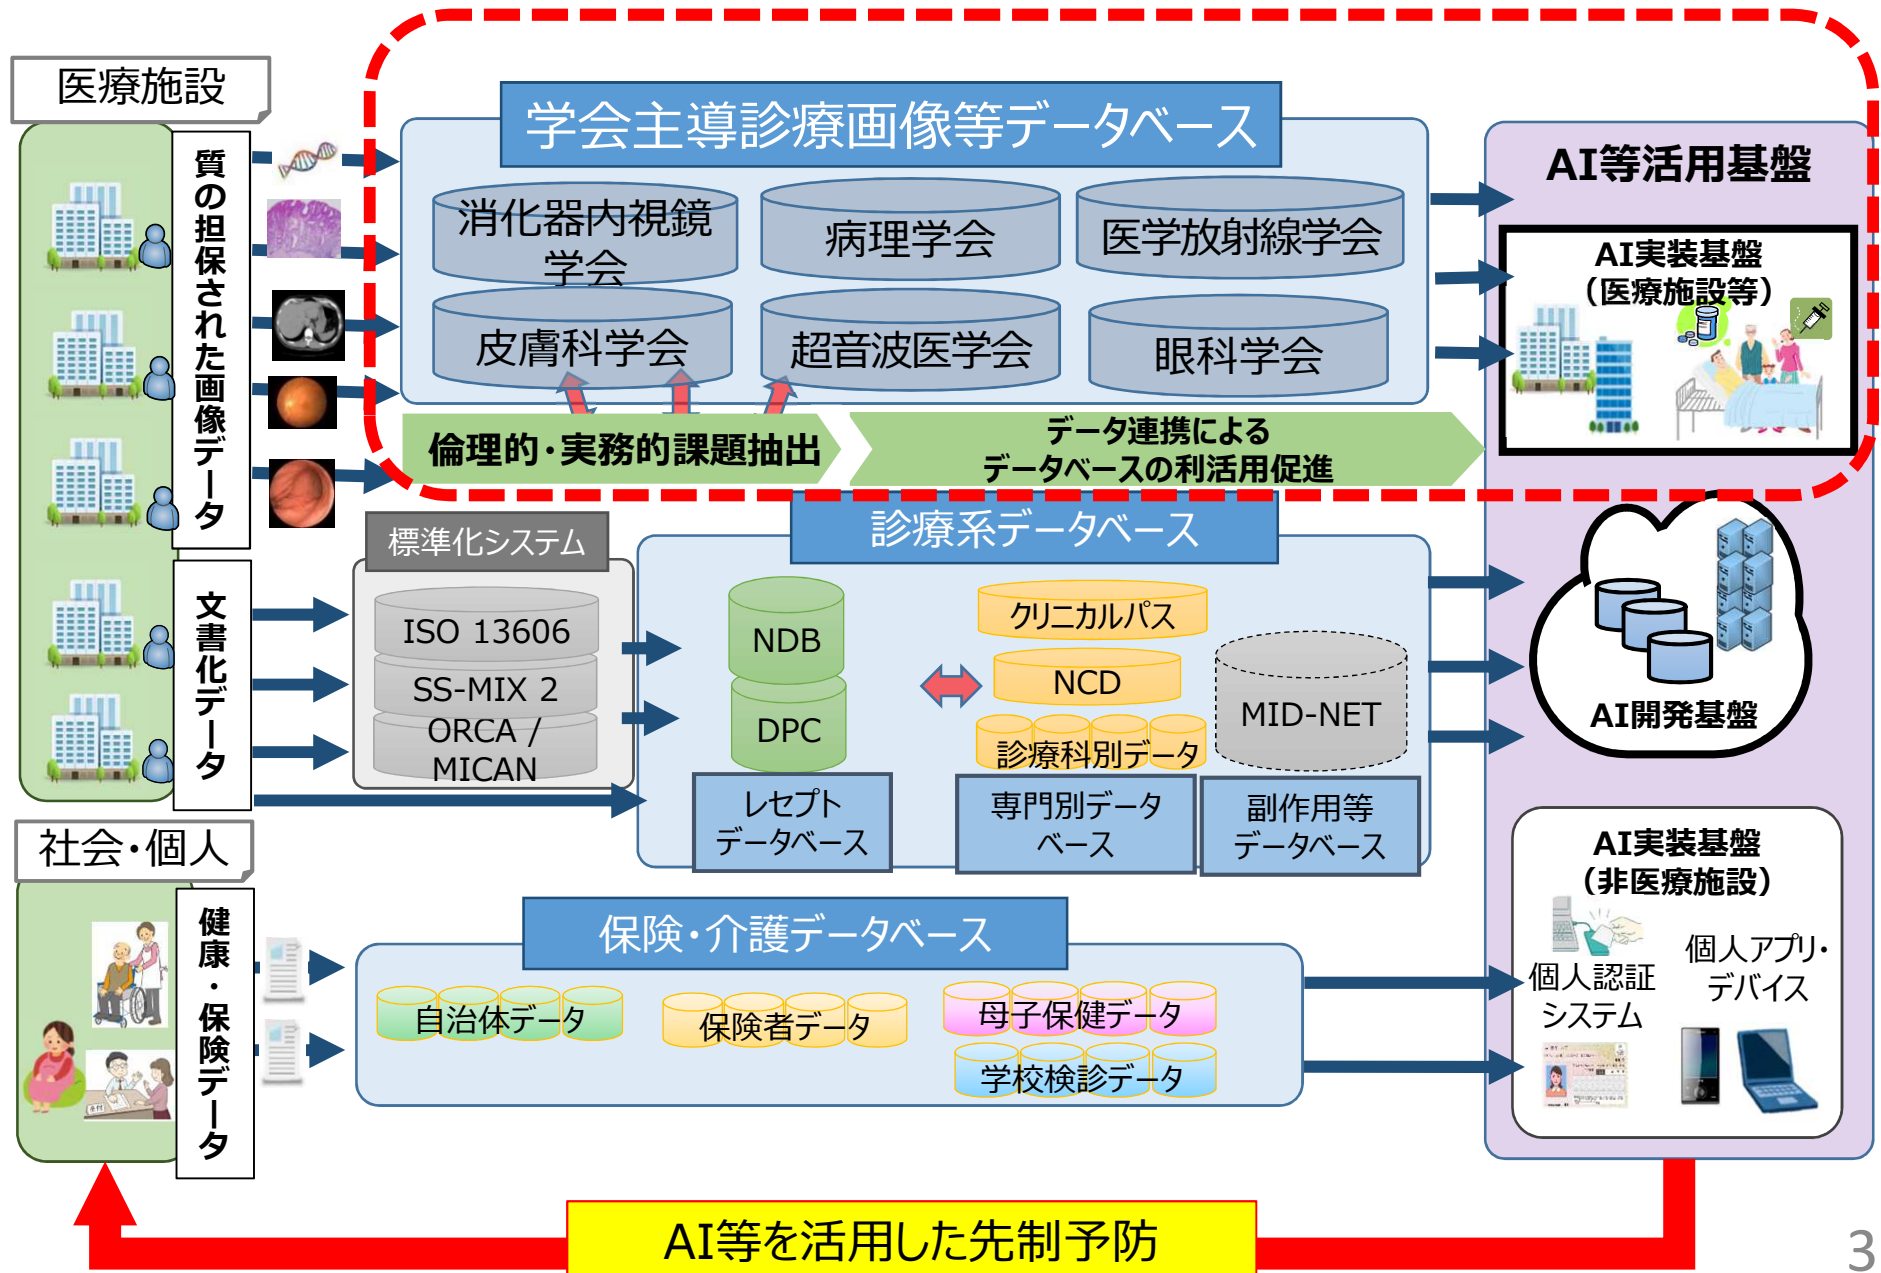 医療施設
質の担保された画像データ
文書化データ
学会主導診療画像等データベース
消化器内視鏡
学会
病理学会
医学放射線学会
皮膚科学会
超音波医学会
眼科学会
倫理的・実務的課題抽出
データ連携による
データベースの利活用促進
標準化システム
ISO 13606
SS-MIX 2
ORCA /
MICAN
診療系データベース
NDB
DPC
レセプト
データベース
クリニカルパス
NCD
診療科別データ
専門別データ
ベース
MID-NET
副作用等
データベース
社会・個人
健康・保険データ
保険・介護データベース
自治体データ
保険者データ
母子保健データ
学校検診データ
AI等活用基盤
AI実装基盤
（医療施設等）
AI開発基盤
AI実装基盤
（非医療施設）
個人認証
システム
個人アプリ・
デバイス
AI等を活用した先制予防
3